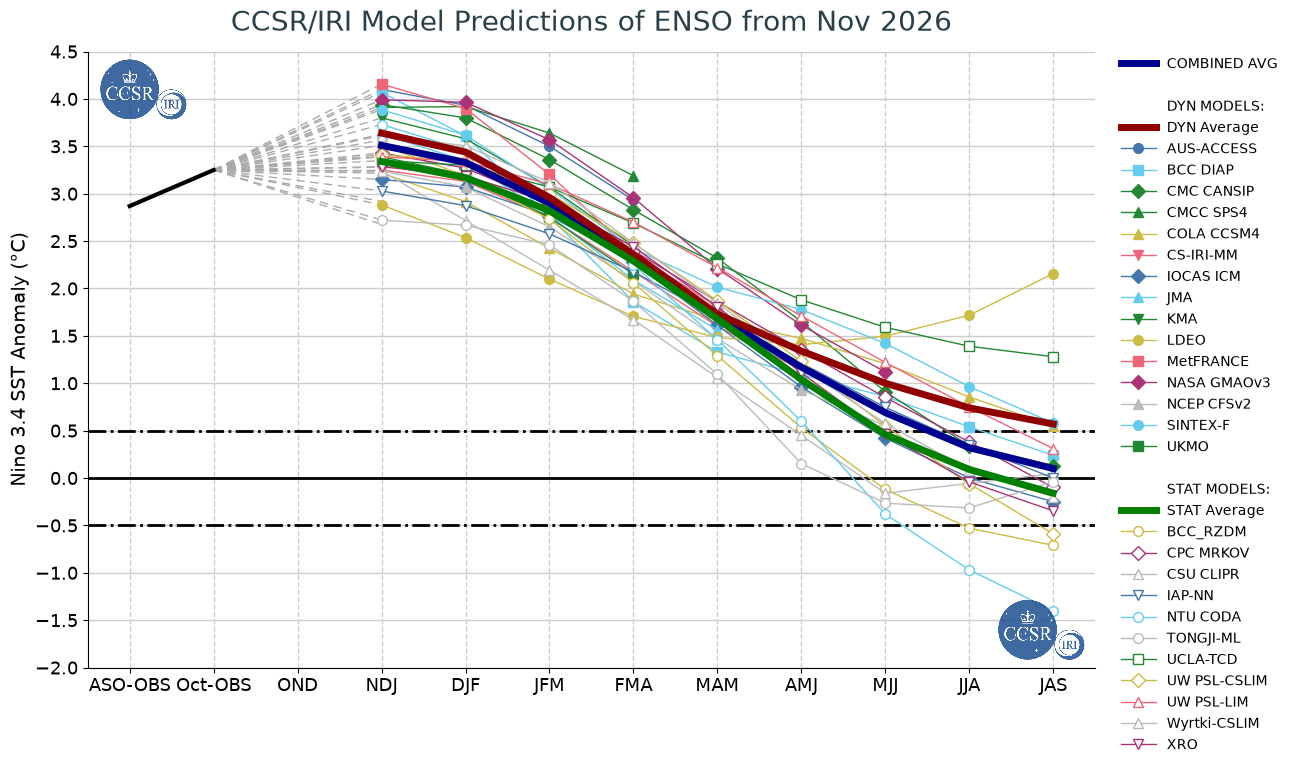 CCSR/IRI Model Predictions of ENSO from Nov 2026
Nino 3.4 SST Anomaly (°C)
4.5
4.0
3.5
3.0
2.5
2.0
1.5
1.0
0.5
0.0
−0.5
−1.0
−1.5
−2.0
ASO-OBS Oct-OBS OND NDJ DJF JFM FMA MAM AMJ MJJ JJA JAS
CCSR
IRI
CCSR
IRI
COMBINED AVG
DYN MODELS:
DYN Average
AUS-ACCESS
BCC DIAP
CMC CANSIP
CMCC SPS4
COLA CCSM4
CS-IRI-MM
IOCAS ICM
JMA
KMA
LDEO
MetFRANCE
NASA GMAOv3
NCEP CFSv2
SINTEX-F
UKMO
STAT MODELS:
STAT Average
BCC_RZDM
CPC MRKOV
CSU CLIPR
IAP-NN
NTU CODA
TONGJI-ML
UCLA-TCD
UW PSL-CSLIM
UW PSL-LIM
Wyrtki-CSLIM
XRO